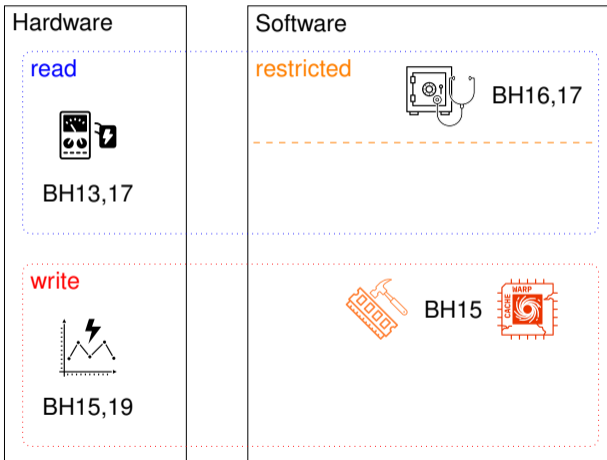 Hardware
Software
read
restricted
BH16,17
BH13,17
write
BH15
WARP
CACHE
BH15,19